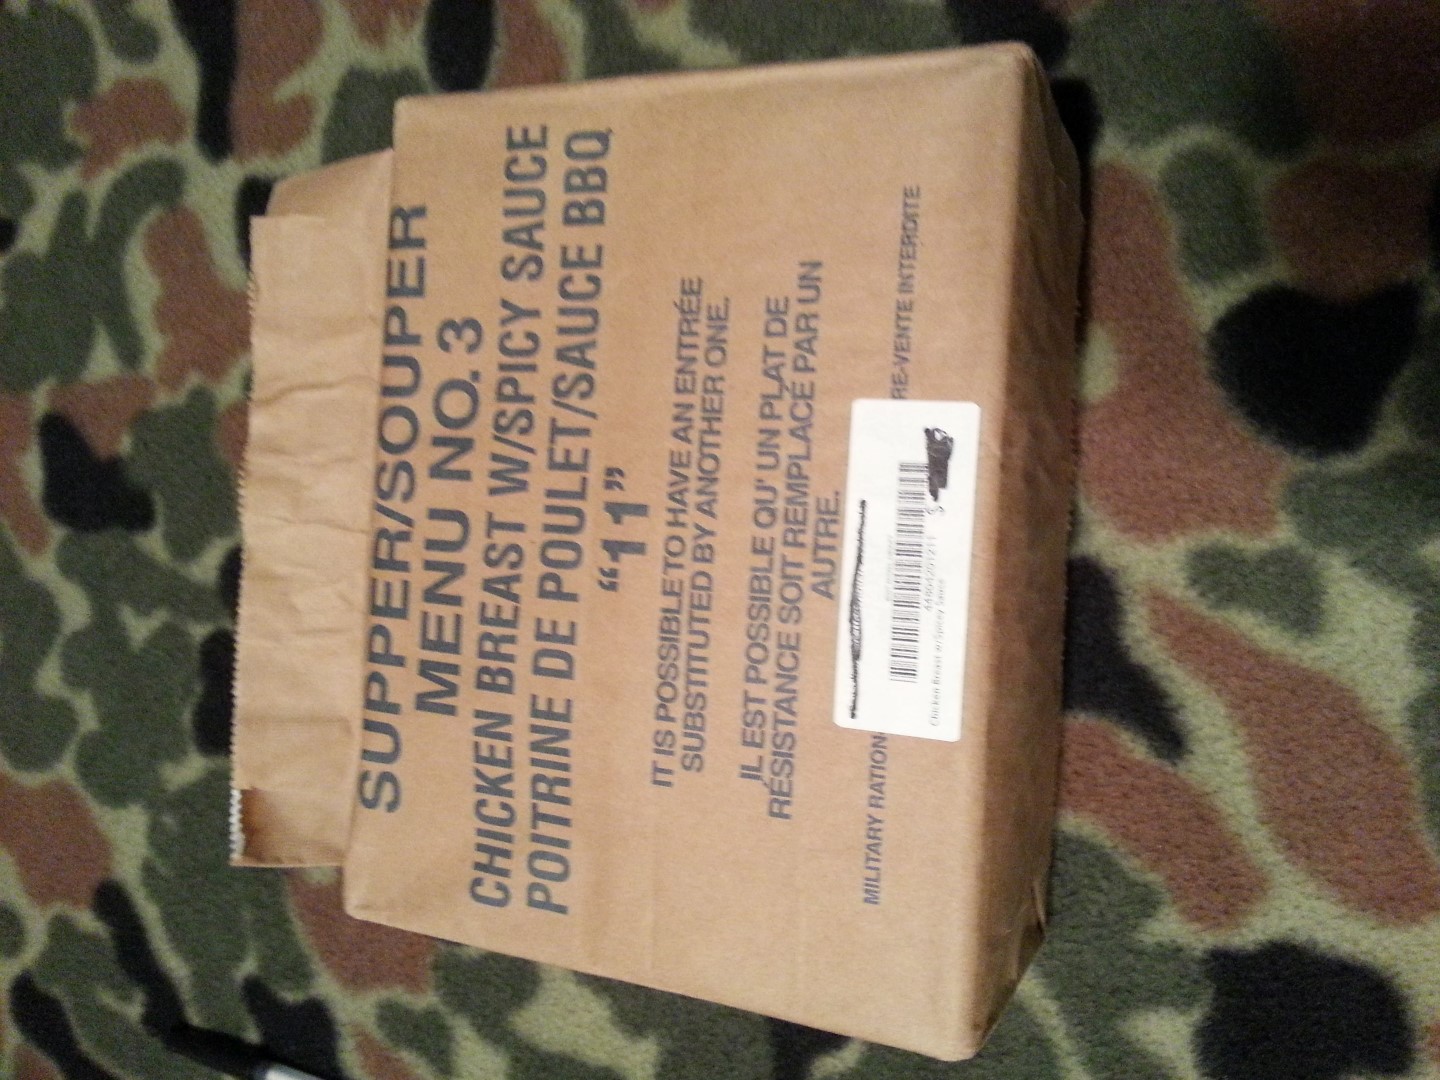 SUPPER/SOUPER
MENU NO. 3
CHICKEN BREAST W/SPICY SAUCE
POITRINE DE POULET/SAUCE BBQ
“11”
IT IS POSSIBLE TO HAVE AN ENTRÉE
SUBSTITUTED BY ANOTHER ONE.
IL EST POSSIBLE QU' UN PLAT DE
RÉSISTANCE SOIT REMPLACÉ PAR UN
AUTRE.
MILITARY RATION
RE-VENTE INTERDITE
Chicken Breast w/Spicy Sauce